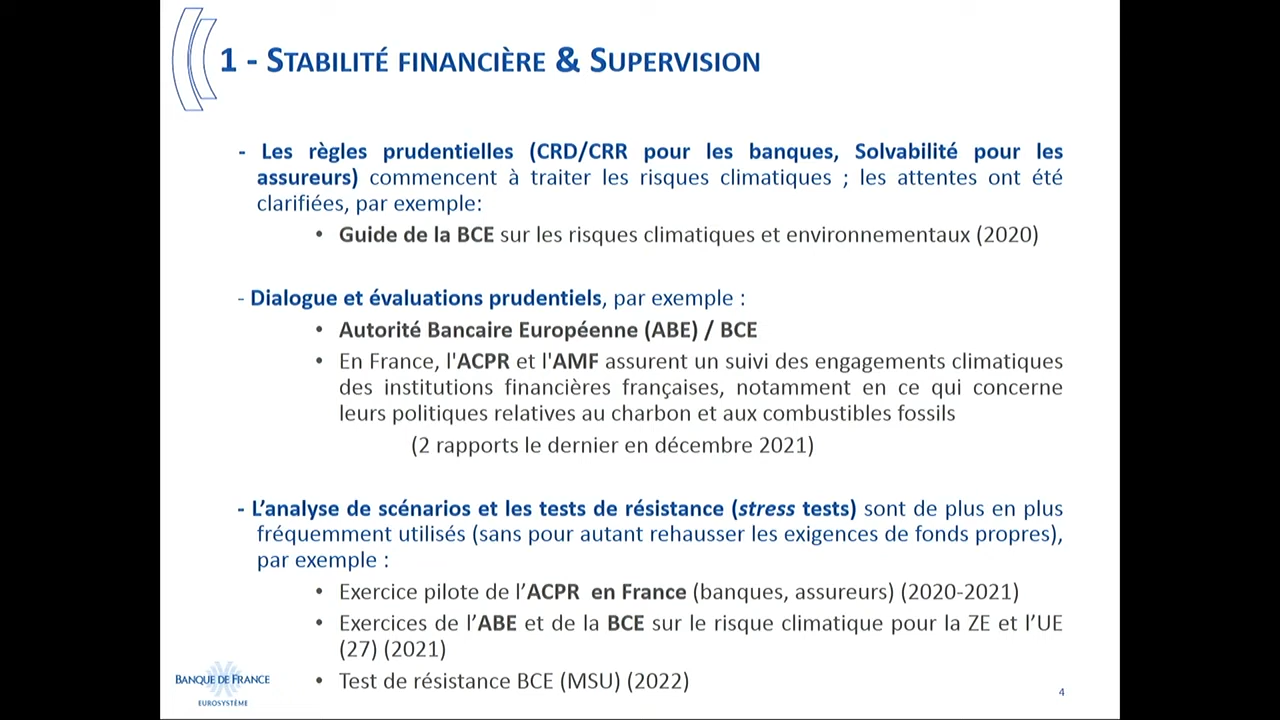 1 - STABILITÉ FINANCIÈRE & SUPERVISION
- Les règles prudentielles (CRD/CRR pour les banques, Solvabilité pour les
assureurs) commencent à traiter les risques climatiques ; les attentes ont été
clarifiées, par exemple:
• Guide de la BCE sur les risques climatiques et environnementaux (2020)
- Dialogue et évaluations prudentiels, par exemple :
• Autorité Bancaire Européenne (ABE) / BCE
• En France, l'ACPR et l'AMF assurent un suivi des engagements climatiques
des institutions financières françaises, notamment en ce qui concerne
leurs politiques relatives au charbon et aux combustibles fossils
(2 rapports le dernier en décembre 2021)
- L’analyse de scénarios et les tests de résistance (stress tests) sont de plus en plus
fréquemment utilisés (sans pour autant rehausser les exigences de fonds propres),
par exemple :
• Exercice pilote de l’ACPR en France (banques, assureurs) (2020-2021)
• Exercices de l’ABE et de la BCE sur le risque climatique pour la ZE et l’UE
(27) (2021)
• Test de résistance BCE (MSU) (2022)
BANQUE DE FRANCE
EUROSYSTÈME
4